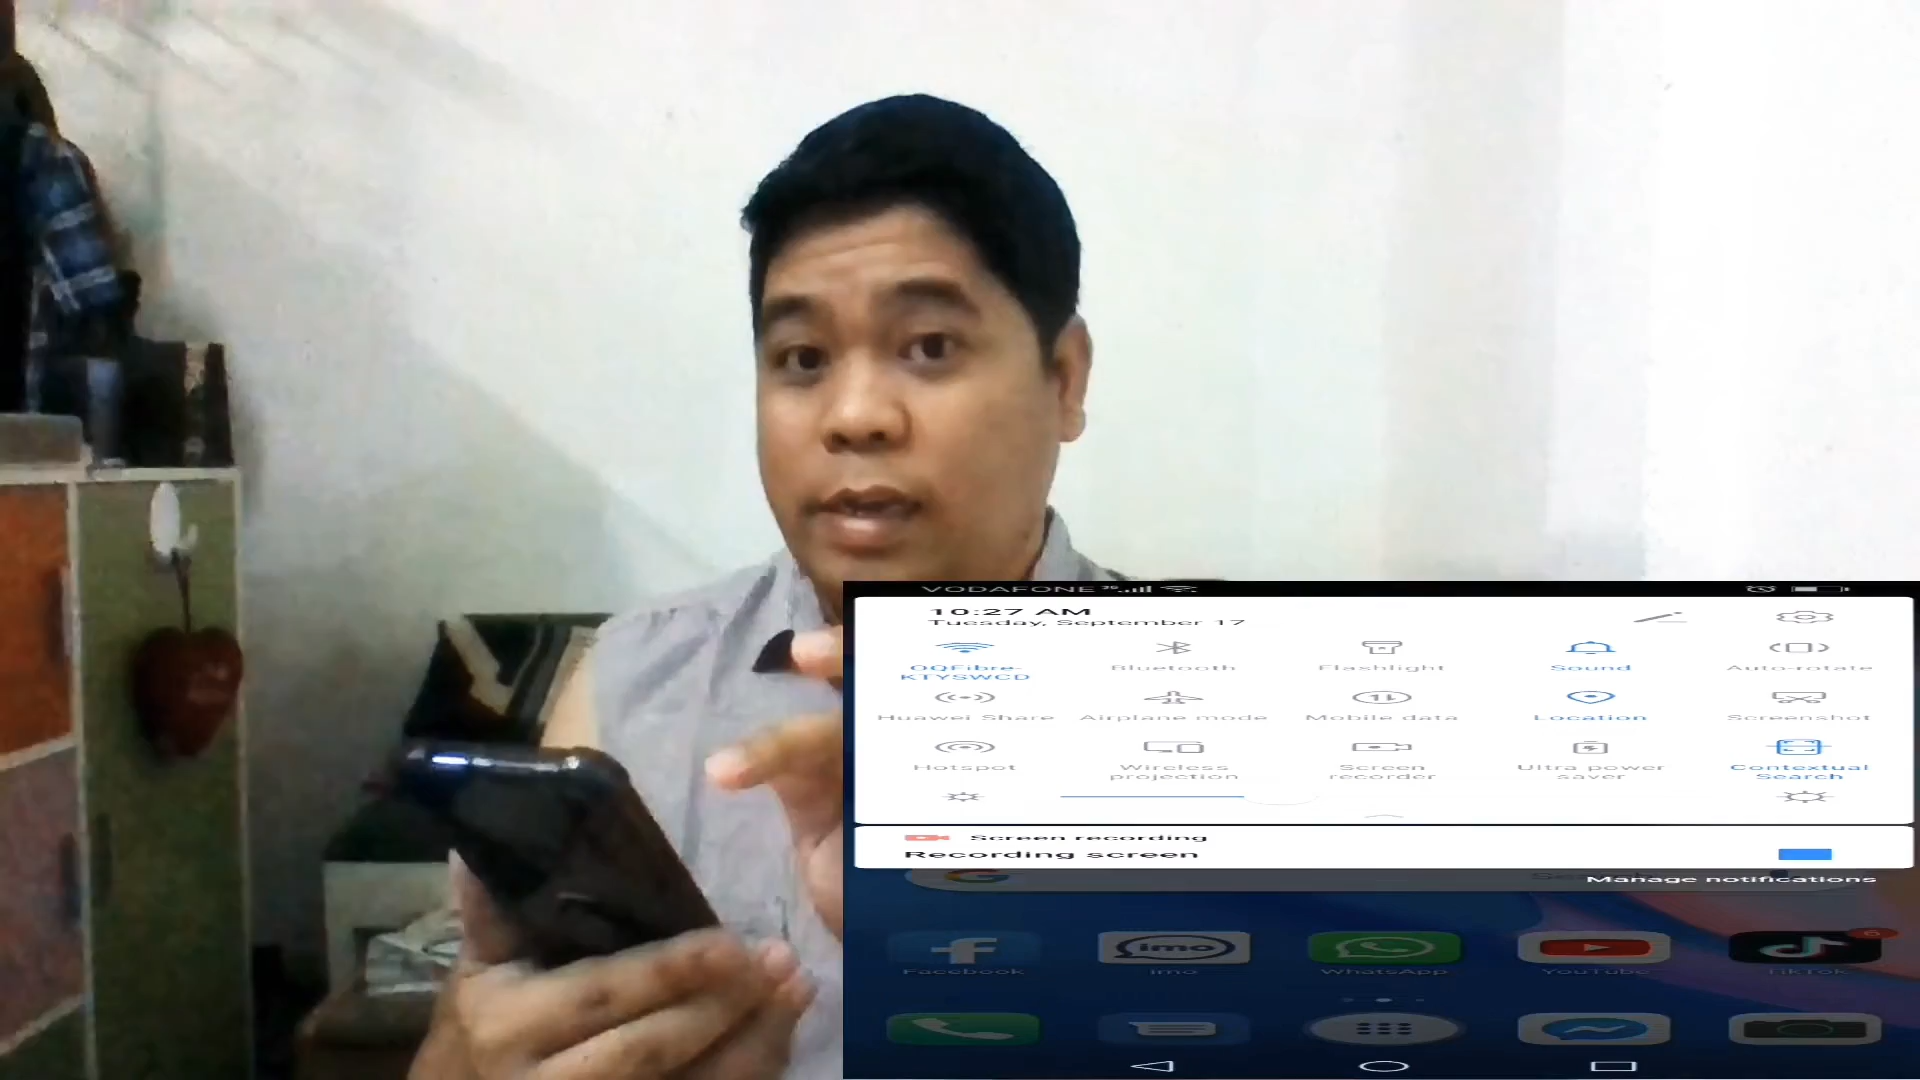 VODAFONE
10:27 AM
Tuesday, September 17
OQFibre-
KTYSWCD
Bluetooth
Flashlight
Sound
Auto-rotate
Huawei Share
Airplane mode
Mobile data
Location
Screenshot
Hotspot
Wireless
projection
Screen
recorder
Ultra power
saver
Contextual
Search
Screen recording
Recording screen
Manage notifications
Facebook
imo
imo
WhatsApp
YouTube
TikTok